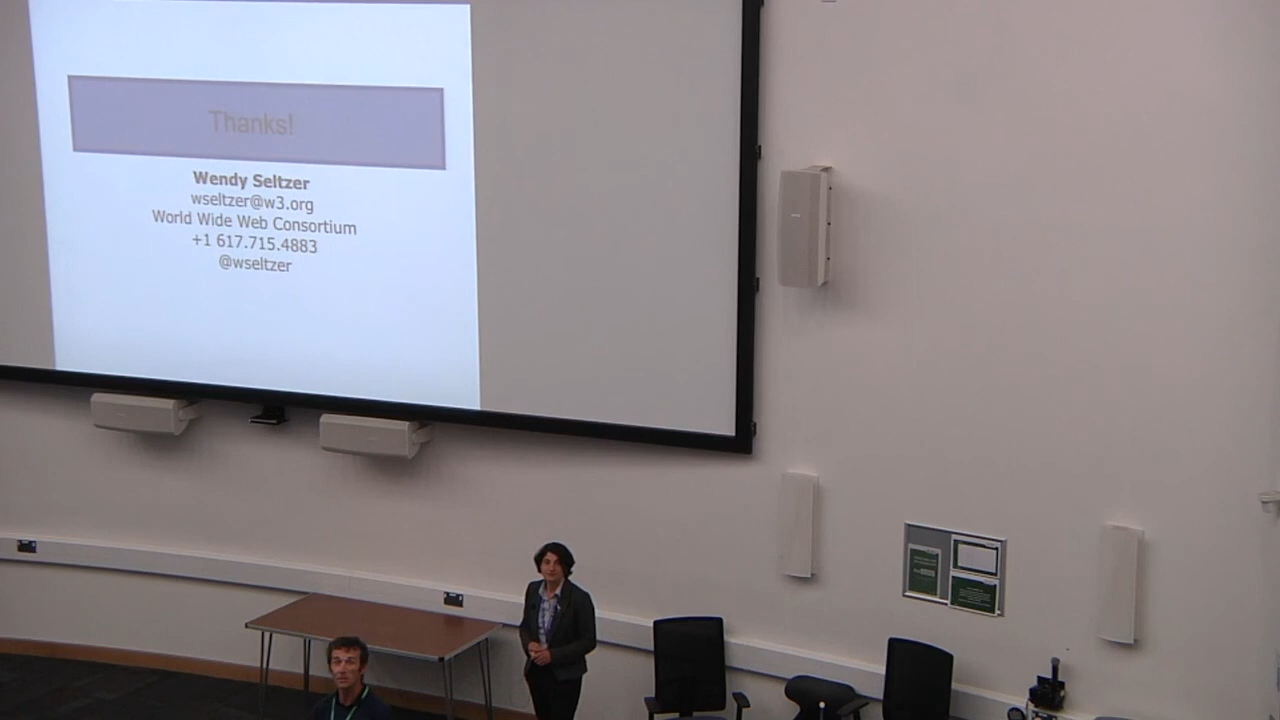 Thanks!
Wendy Seltzer
wseltzer@w3.org
World Wide Web Consortium
+1 617.715.4883
@wseltzer